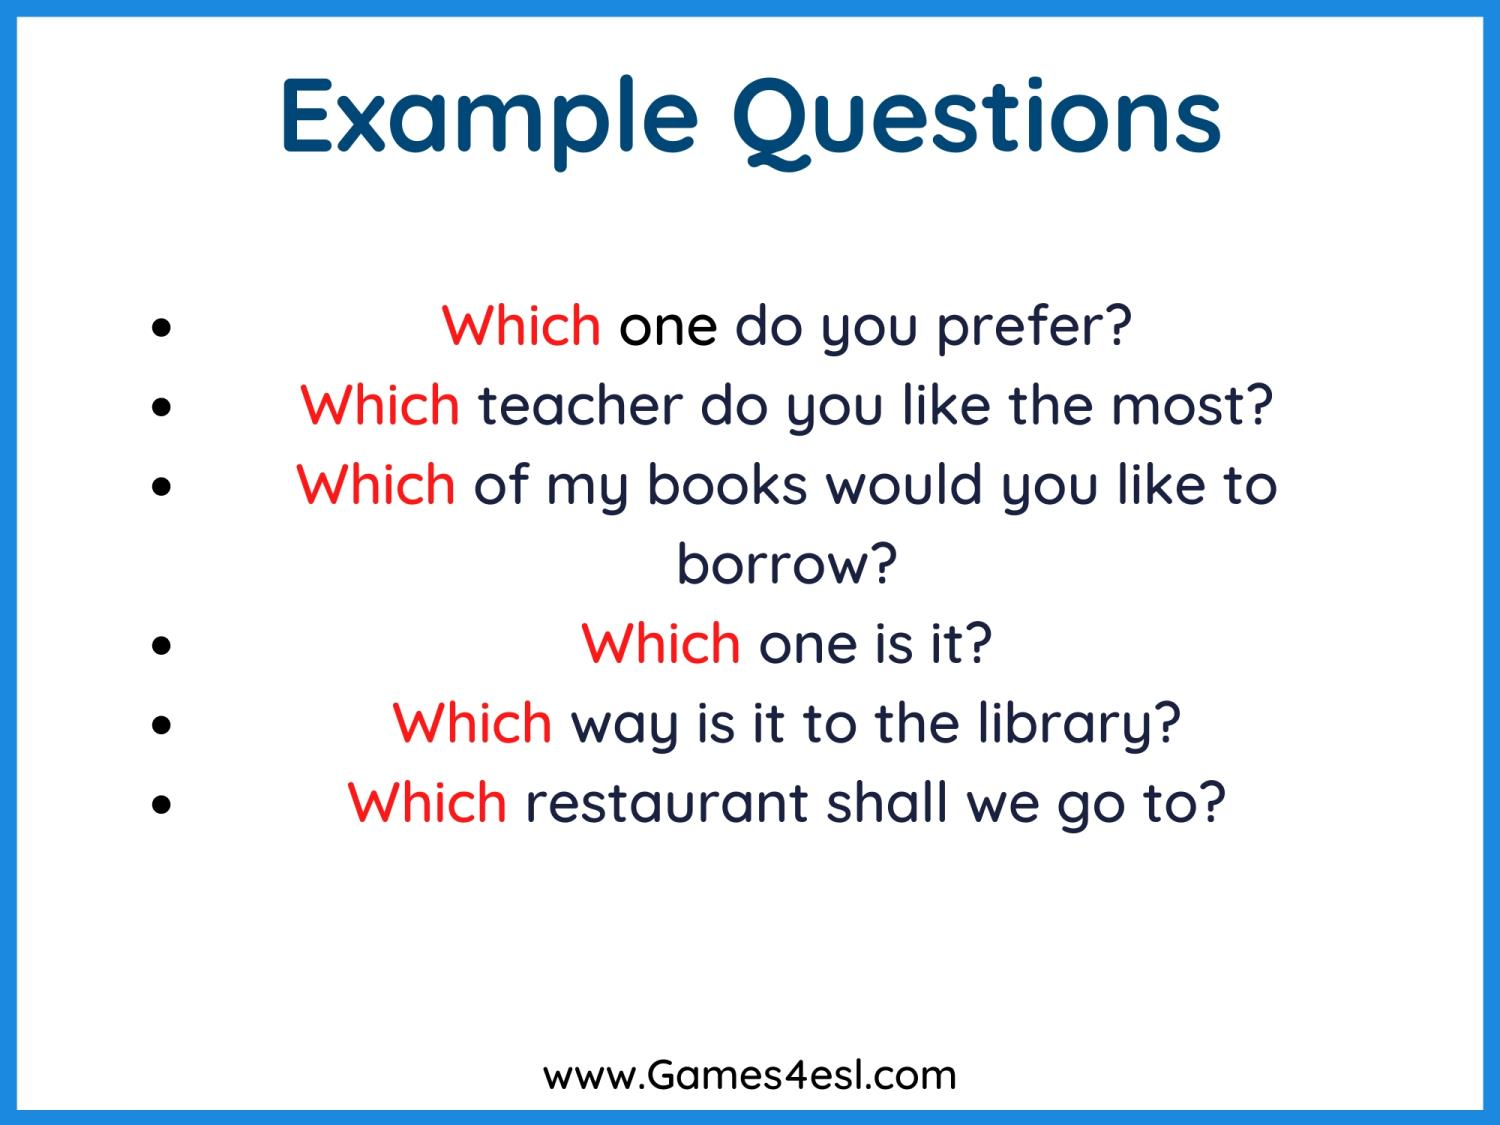 Example Questions
• Which one do you prefer?
• Which teacher do you like the most?
• Which of my books would you like to
borrow?
• Which one is it?
• Which way is it to the library?
• Which restaurant shall we go to?
www.Games4esl.com